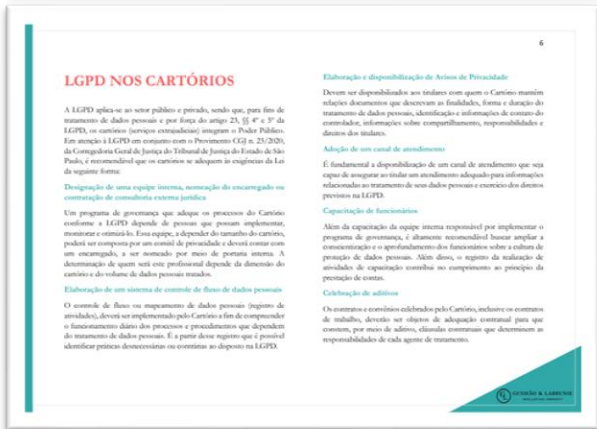 6
LGPD NOS CARTÓRIOS
A LGPD aplica-se ao setor público e privado, sendo que, para fins de
tratamento de dados pessoais e por força do artigo 23, §§ 4º e 5º da
LGPD, os cartórios (serviços extrajudiciais) integram o Poder Público.
Em atenção à LGPD em conjunto com o Provimento CGJ n. 23/2020,
da Corregedoria Geral de Justiça do Tribunal de Justiça do Estado de São
Paulo, é recomendável que os cartórios se adequem às exigências da Lei
da seguinte forma:
Designação de uma equipe interna, nomeação do encarregado ou
contratação de consultoria externa jurídica
Um programa de governança que adeque os processos do Cartório
conforme a LGPD depende de pessoas que possam implementar,
monitorar e otimizá-lo. Essa equipe, a depender do tamanho do cartório,
poderá ser composta por um comitê de privacidade e deverá contar com
um encarregado, a ser nomeado por meio de portaria interna. A
determinação de quem será este profissional depende da dimensão do
cartório e do volume de dados pessoais tratados.
Elaboração de um sistema de controle de fluxo de dados pessoais
O controle de fluxo ou mapeamento de dados pessoais (registro de
atividades), deverá ser implementado pelo Cartório a fim de compreender
o funcionamento diário dos processos e procedimentos que dependem
do tratamento de dados pessoais. É a partir desse registro que é possível
identificar práticas desnecessárias ou contrárias ao disposto na LGPD.
Elaboração e disponibilização de Avisos de Privacidade
Devem ser disponibilizados aos titulares com quem o Cartório mantém
relações documentos que descrevam as finalidades, forma e duração do
tratamento de dados pessoais, identificação e informações de contato do
controlador, informações sobre compartilhamento, responsabilidades e
direitos dos titulares.
Adoção de um canal de atendimento
É fundamental a disponibilização de um canal de atendimento que seja
capaz de assegurar ao titular um atendimento adequado para informações
relacionadas ao tratamento de seus dados pessoais e exercício dos direitos
previstos na LGPD.
Capacitação de funcionários
Além da capacitação da equipe interna responsável por implementar o
programa de governança, é altamente recomendável buscar ampliar a
conscientização e o aprofundamento dos funcionários sobre a cultura de
proteção de dados pessoais. Além disso, o registro da realização de
atividades de capacitação contribui no cumprimento ao princípio da
prestação de contas.
Celebração de aditivos
Os contratos e convênios celebrados pelo Cartório, inclusive os contratos
de trabalho, deverão ser objetos de adequação contratual para que
constem, por meio de aditivo, cláusulas contratuais que determinem as
responsabilidades de cada agente de tratamento.
GUSMÃO & LABRUNIE